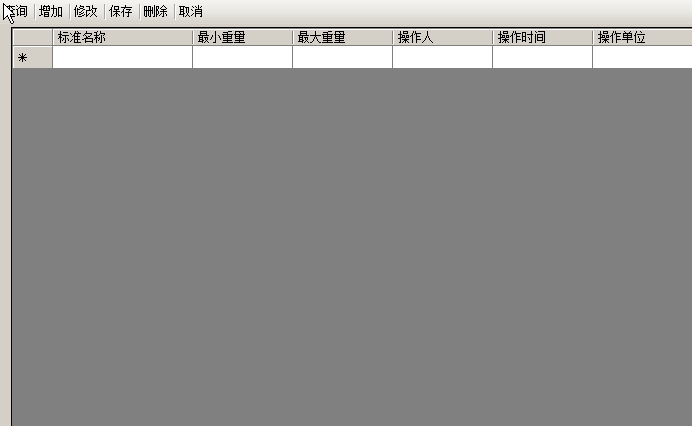 询 增加 修改 保存 删除 取消
标准名称 最小重量 最大重量 操作人 操作时间 操作单位
*